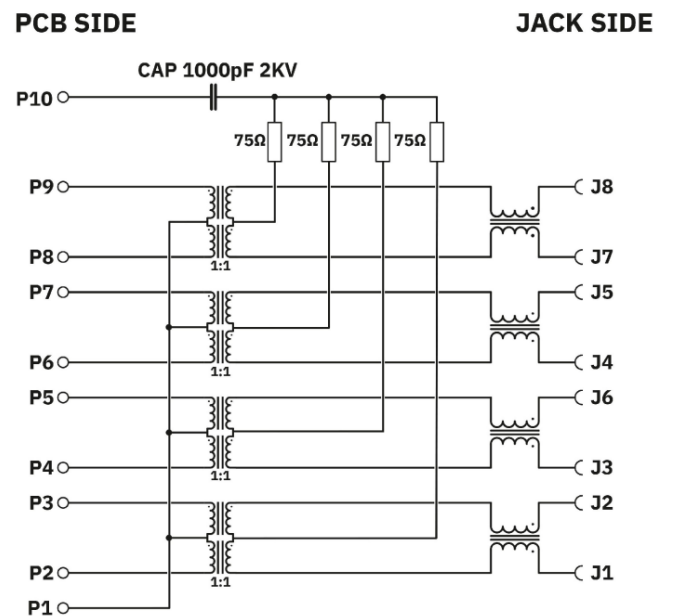 PCB SIDE JACK SIDE
CAP 1000pF 2KV
P10
75Ω 75Ω 75Ω 75Ω
P9 J8
P8 J7
1:1
P7 J5
P6 J4
1:1
P5 J6
P4 J3
1:1
P3 J2
P2 J1
1:1
P1